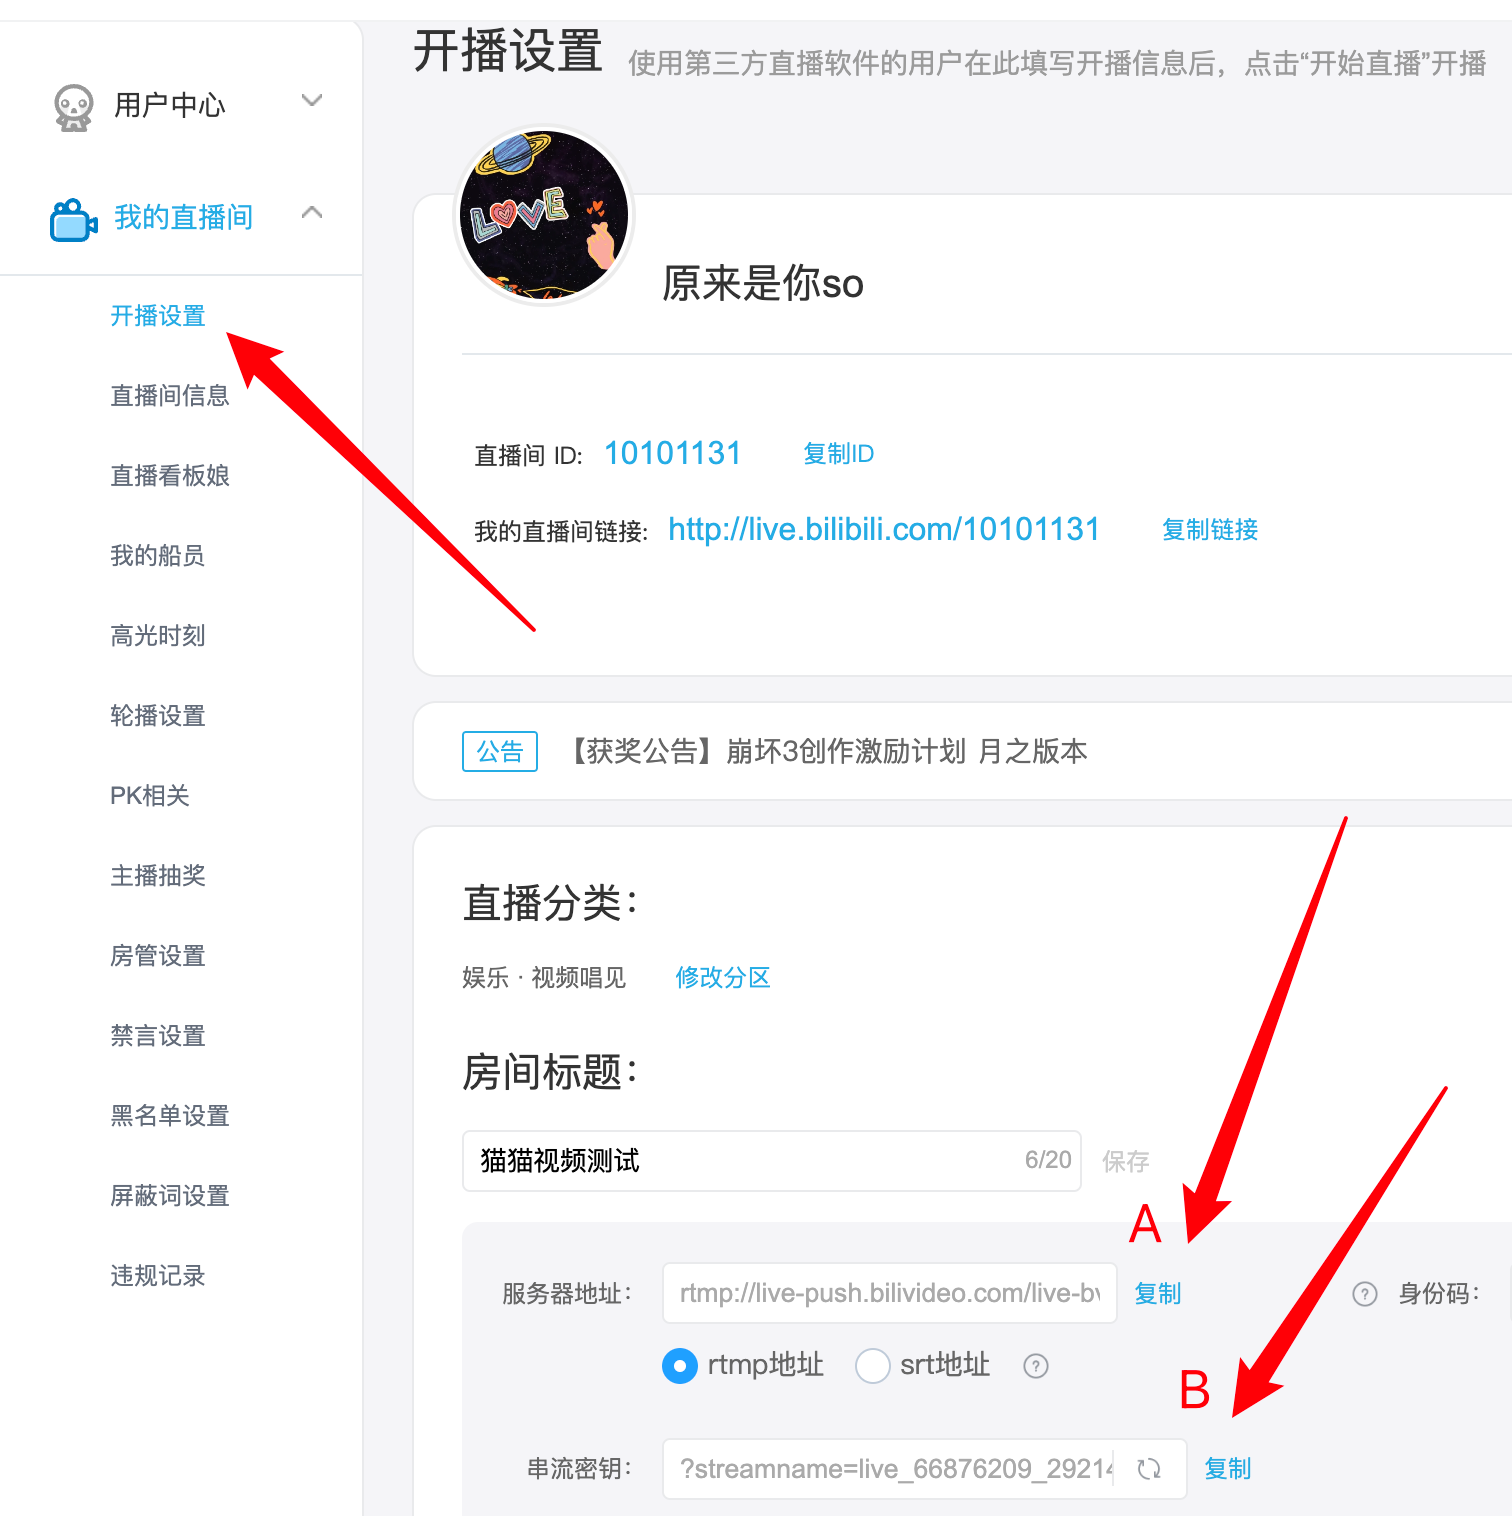 开播设置 使用第三方直播软件的用户在此填写开播信息后，点击“开始直播”开播
用户中心
我的直播间
开播设置
直播间信息
直播看板娘
我的船员
高光时刻
轮播设置
PK相关
主播抽奖
房管设置
禁言设置
黑名单设置
屏蔽词设置
违规记录
LOVE
原来是你so
直播间 ID: 10101131 复制ID
我的直播间链接: http://live.bilibili.com/10101131 复制链接
公告 【获奖公告】崩坏3创作激励计划 月之版本
直播分类：
娱乐 · 视频唱见 修改分区
房间标题：
猫猫视频测试 6/20 保存
A
服务器地址： rtmp://live-push.bilivideo.com/live-bv 复制 ? 身份码：
rtmp地址 srt地址 ?
B
串流密钥： ?streamname=live_66876209_29214 复制